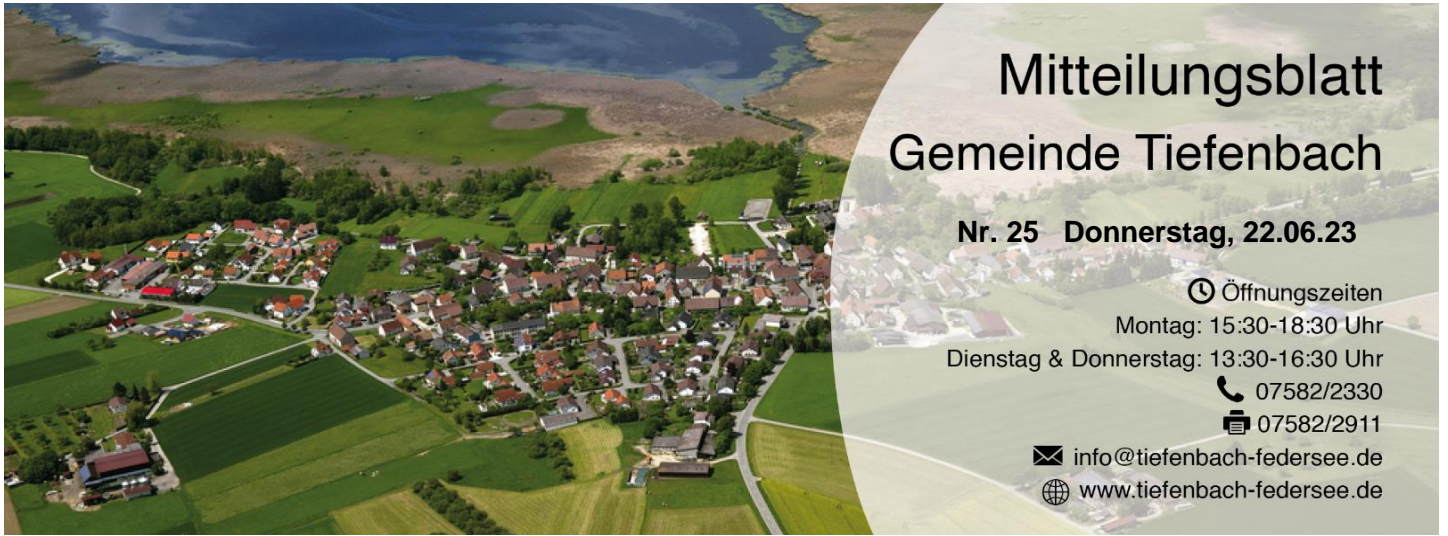 Mitteilungsblatt
Gemeinde Tiefenbach
Nr. 25 Donnerstag, 22.06.23
Öffnungszeiten
Montag: 15:30-18:30 Uhr
Dienstag & Donnerstag: 13:30-16:30 Uhr
07582/2330
07582/2911
info@tiefenbach-federsee.de
www.tiefenbach-federsee.de